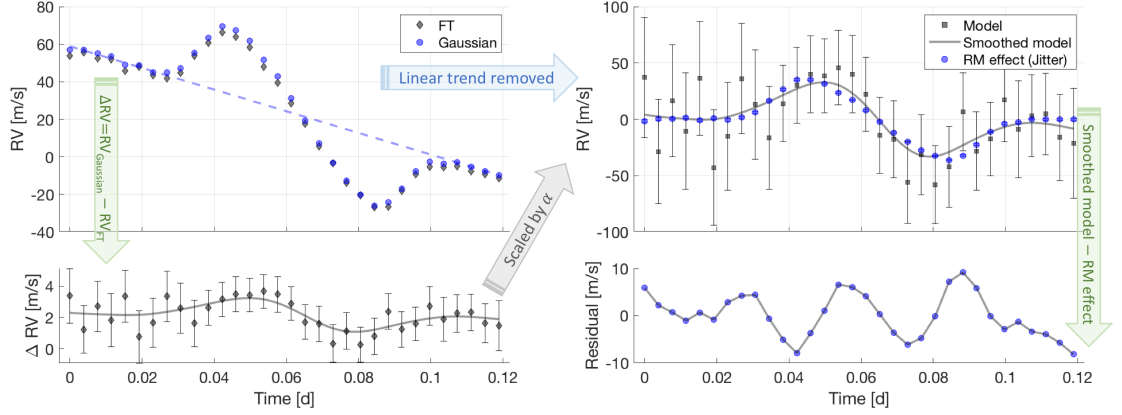 80
60
40
20
0
-20
-40
RV [m/s]
FT
Gaussian
ΔRV=RV_Gaussian − RV_FT
Linear trend removed
100
50
0
-50
-100
RV [m/s]
Model
Smoothed model
RM effect (Jitter)
Smoothed model − RM effect
Scaled by α
4
2
0
Δ RV [m/s]
0 0.02 0.04 0.06 0.08 0.1 0.12
Time [d]
10
0
-10
Residual [m/s]
0 0.02 0.04 0.06 0.08 0.1 0.12
Time [d]